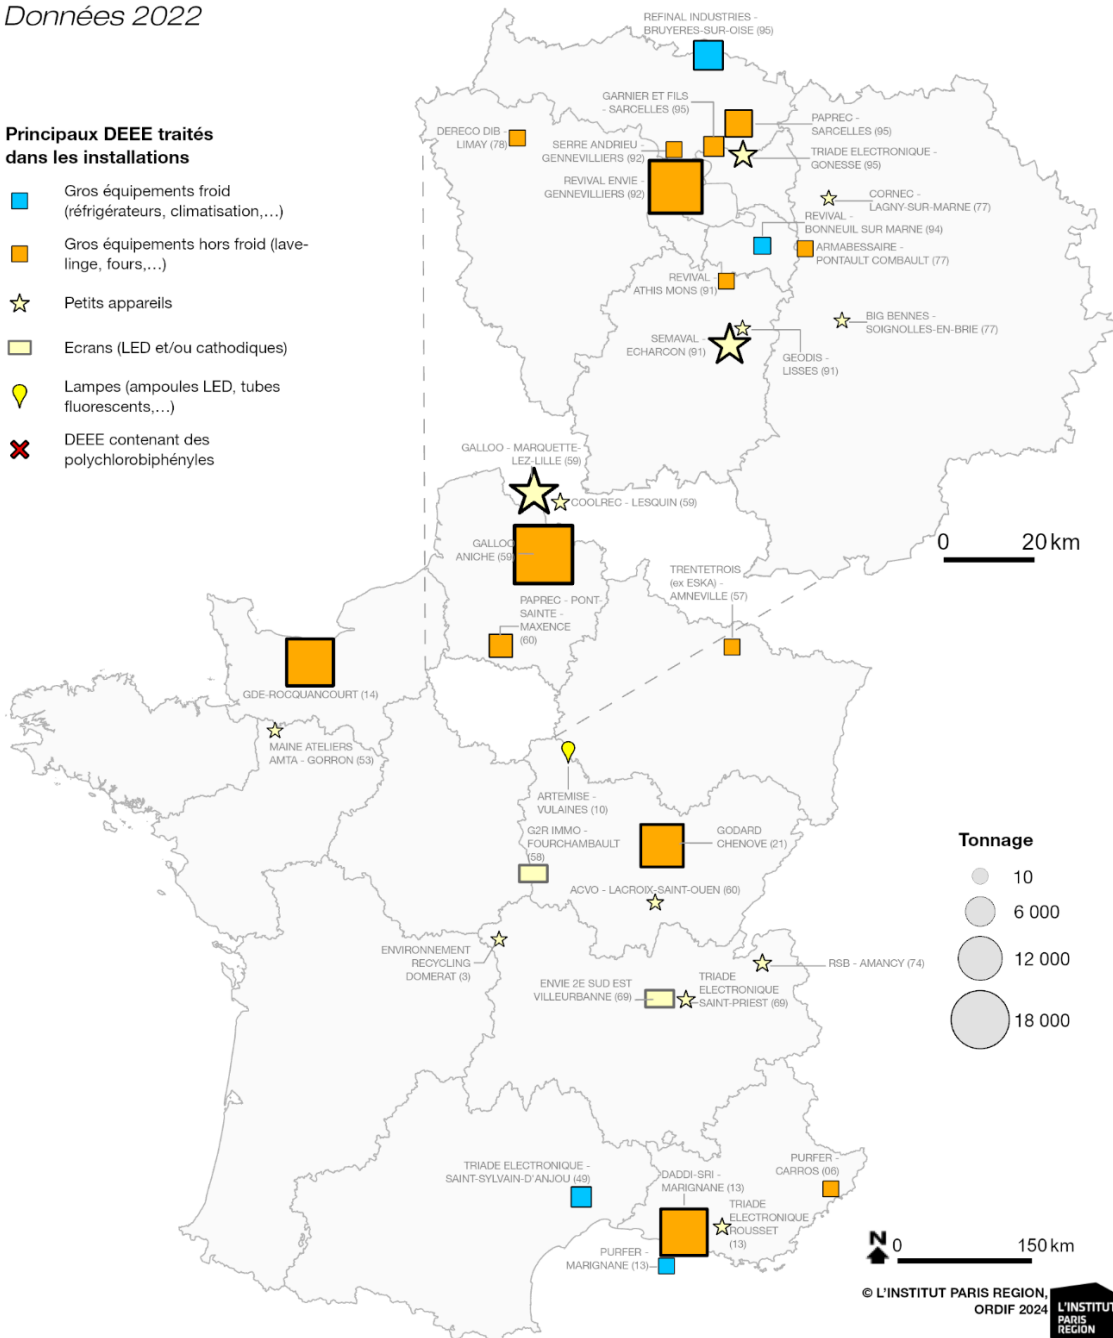 Données 2022
Principaux DEEE traités
dans les installations
Gros équipements froid
(réfrigérateurs, climatisation,...)
Gros équipements hors froid (lave-
linge, fours,...)
Petits appareils
Ecrans (LED et/ou cathodiques)
Lampes (ampoules LED, tubes
fluorescents,...)
DEEE contenant des
polychlorobiphényles
REFINAL INDUSTRIES -
BRUYERES-SUR-OISE (95)
GARNIER ET FILS
- SARCELLES (95)
PAPREC -
SARCELLES (95)
DERECO DIB -
LIMAY (78)
SERRE ANDRIEU -
GENNEVILLIERS (92)
TRIADE ELECTRONIQUE -
GONESSE (95)
REVIVAL ENVIE -
GENNEVILLIERS (92)
CORNEC -
LAGNY-SUR-MARNE (77)
REVIVAL -
BONNEUIL SUR MARNE (94)
ARMABESSAIRE -
PONTAULT COMBAULT (77)
REVIVAL -
ATHIS MONS (91)
BIG BENNES -
SOIGNOLLES-EN-BRIE (77)
SEMAVAL -
ECHARCON (91)
GEODIS -
LISSES (91)
GALLOO - MARQUETTE-
LEZ-LILLE (59)
COOLREC - LESQUIN (59)
0 20 km
GALLOO
ANICHE (59)
TRENTETROIS
(ex ESKA) -
AMNEVILLE (57)
PAPREC - PONT-
SAINTE -
MAXENCE
(60)
GDE-ROCQUANCOURT (14)
MAINE ATELIERS
AMTA - GORRON (53)
ARTEMISE -
VULAINES (10)
G2R IMMO -
FOURCHAMBAULT
(58)
GODARD
CHENOVE (21)
ACVO - LACROIX-SAINT-OUEN (60)
Tonnage
10
6 000
12 000
18 000
ENVIRONNEMENT
RECYCLING
DOMERAT (3)
RSB - AMANCY (74)
ENVIE 2E SUD EST
VILLEURBANNE (69)
TRIADE
ELECTRONIQUE
SAINT-PRIEST (69)
TRIADE ELECTRONIQUE -
SAINT-SYLVAIN-D'ANJOU (49)
DADDI-SRI -
MARIGNANE (13)
PURFER -
CARROS (06)
TRIADE
ELECTRONIQUE
ROUSSET
(13)
PURFER -
MARIGNANE (13)
N 0 150 km
© L'INSTITUT PARIS REGION,
ORDIF 2024
L'INSTITUT
PARIS
REGION